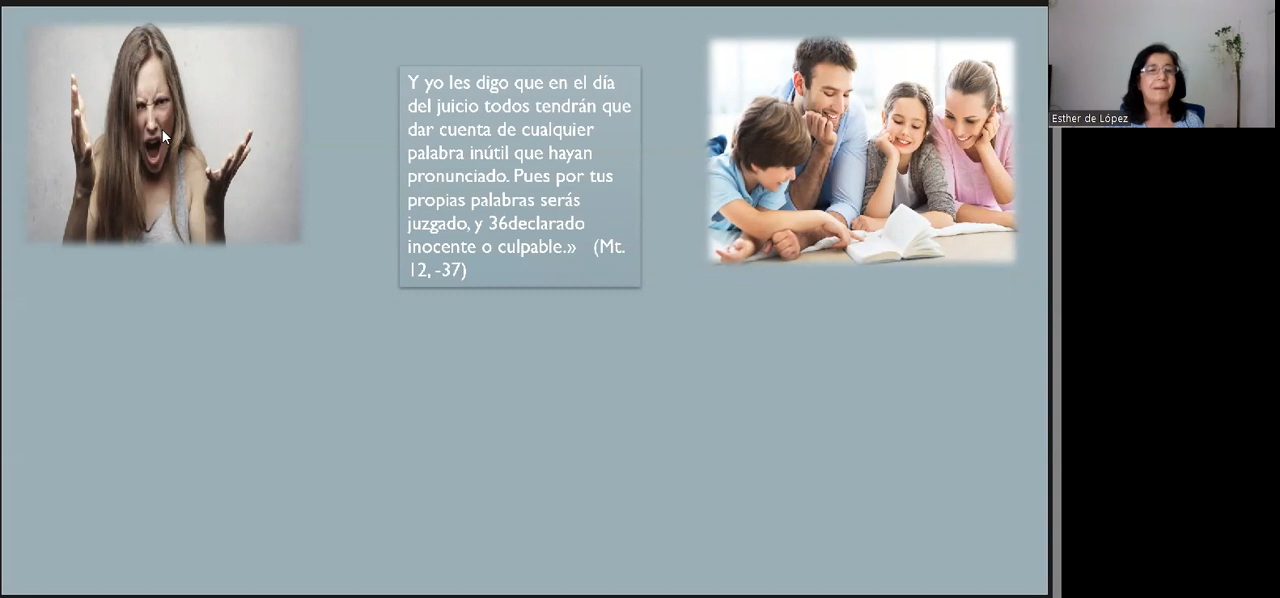 Y yo les digo que en el día
del juicio todos tendrán que
dar cuenta de cualquier
palabra inútil que hayan
pronunciado. Pues por tus
propias palabras serás
juzgado, y 36declarado
inocente o culpable.» (Mt.
12, -37)
Esther de López